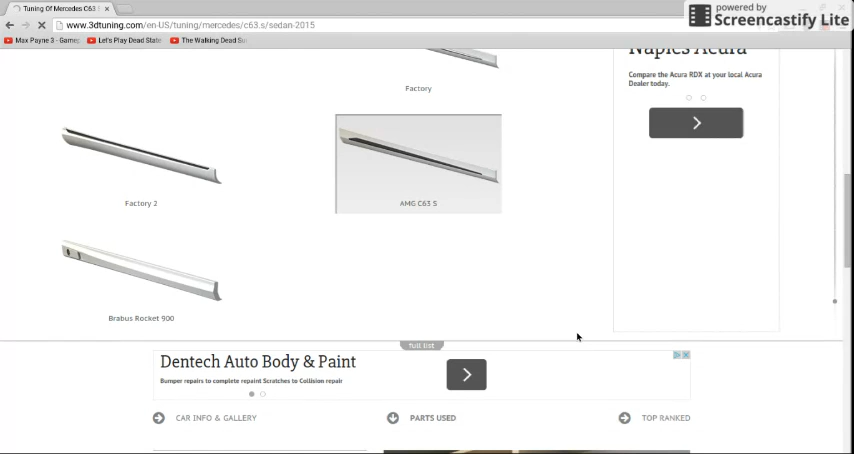 Tuning Of Mercedes C63 S
powered by
Screencastify Lite
www.3dtuning.com/en-US/tuning/mercedes/c63.s/sedan-2015
Max Payne 3 - Gamep
Let's Play Dead State
The Walking Dead Su
Naples Acura
Compare the Acura RDX at your local Acura
Dealer today.
Factory
Factory 2
AMG C63 S
Brabus Rocket 900
full list
Dentech Auto Body & Paint
Bumper repairs to complete repaint Scratches to Collision repair
CAR INFO & GALLERY
PARTS USED
TOP RANKED